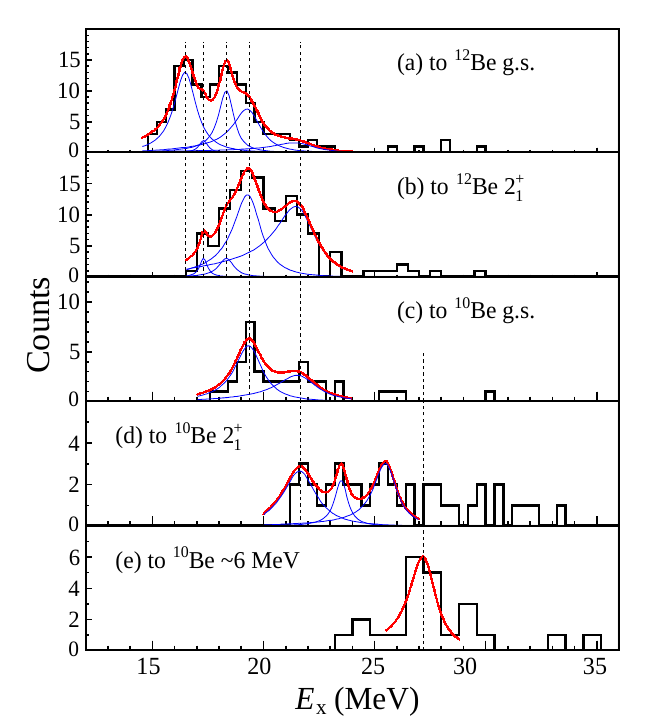 15
10
5
0
(a) to ¹²Be g.s.
15
10
5
0
(b) to ¹²Be 2₁⁺
10
5
0
(c) to ¹⁰Be g.s.
4
2
0
(d) to ¹⁰Be 2₁⁺
6
4
2
0
(e) to ¹⁰Be ~6 MeV
Counts
15 20 25 30 35
Eₓ (MeV)